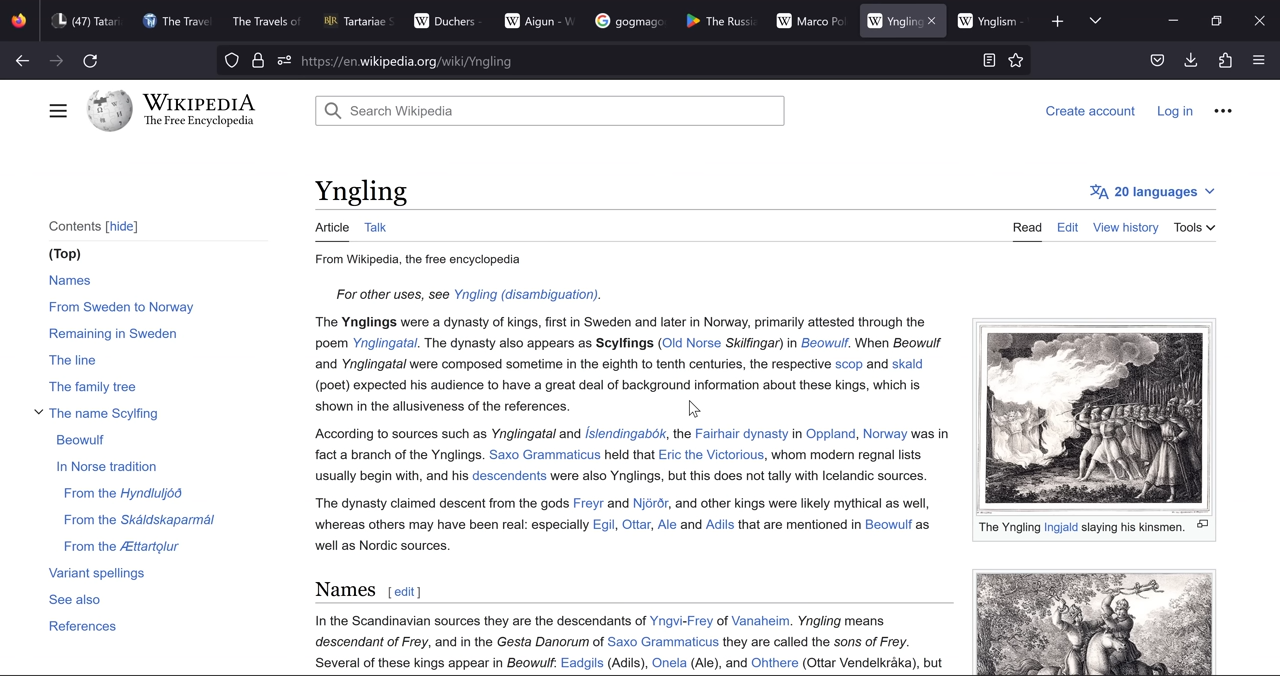 (47) Tatari
The Travel
The Travels of
Tartariae S
Duchers -
Aigun - W
gogmago
The Russia
Marco Pol
Yngling
Ynglism -
https://en.wikipedia.org/wiki/Yngling
WIKIPEDIA
The Free Encyclopedia
Search Wikipedia
Create account
Log in
Yngling
20 languages
Contents [hide]
(Top)
Names
From Sweden to Norway
Remaining in Sweden
The line
The family tree
The name Scylfing
Beowulf
In Norse tradition
From the Hyndluljóð
From the Skáldskaparmál
From the Ættartǫlur
Variant spellings
See also
References
Article Talk
Read Edit View history Tools
From Wikipedia, the free encyclopedia
For other uses, see Yngling (disambiguation).
The Ynglings were a dynasty of kings, first in Sweden and later in Norway, primarily attested through the
poem Ynglingatal. The dynasty also appears as Scylfings (Old Norse Skilfingar) in Beowulf. When Beowulf
and Ynglingatal were composed sometime in the eighth to tenth centuries, the respective scop and skald
(poet) expected his audience to have a great deal of background information about these kings, which is
shown in the allusiveness of the references.
According to sources such as Ynglingatal and Íslendingabók, the Fairhair dynasty in Oppland, Norway was in
fact a branch of the Ynglings. Saxo Grammaticus held that Eric the Victorious, whom modern regnal lists
usually begin with, and his descendents were also Ynglings, but this does not tally with Icelandic sources.
The dynasty claimed descent from the gods Freyr and Njörðr, and other kings were likely mythical as well,
whereas others may have been real: especially Egil, Ottar, Ale and Adils that are mentioned in Beowulf as
well as Nordic sources.
The Yngling Ingjald slaying his kinsmen.
Names [ edit ]
In the Scandinavian sources they are the descendants of Yngvi-Frey of Vanaheim. Yngling means
descendant of Frey, and in the Gesta Danorum of Saxo Grammaticus they are called the sons of Frey.
Several of these kings appear in Beowulf: Eadgils (Adils), Onela (Ale), and Ohthere (Ottar Vendelkråka), but